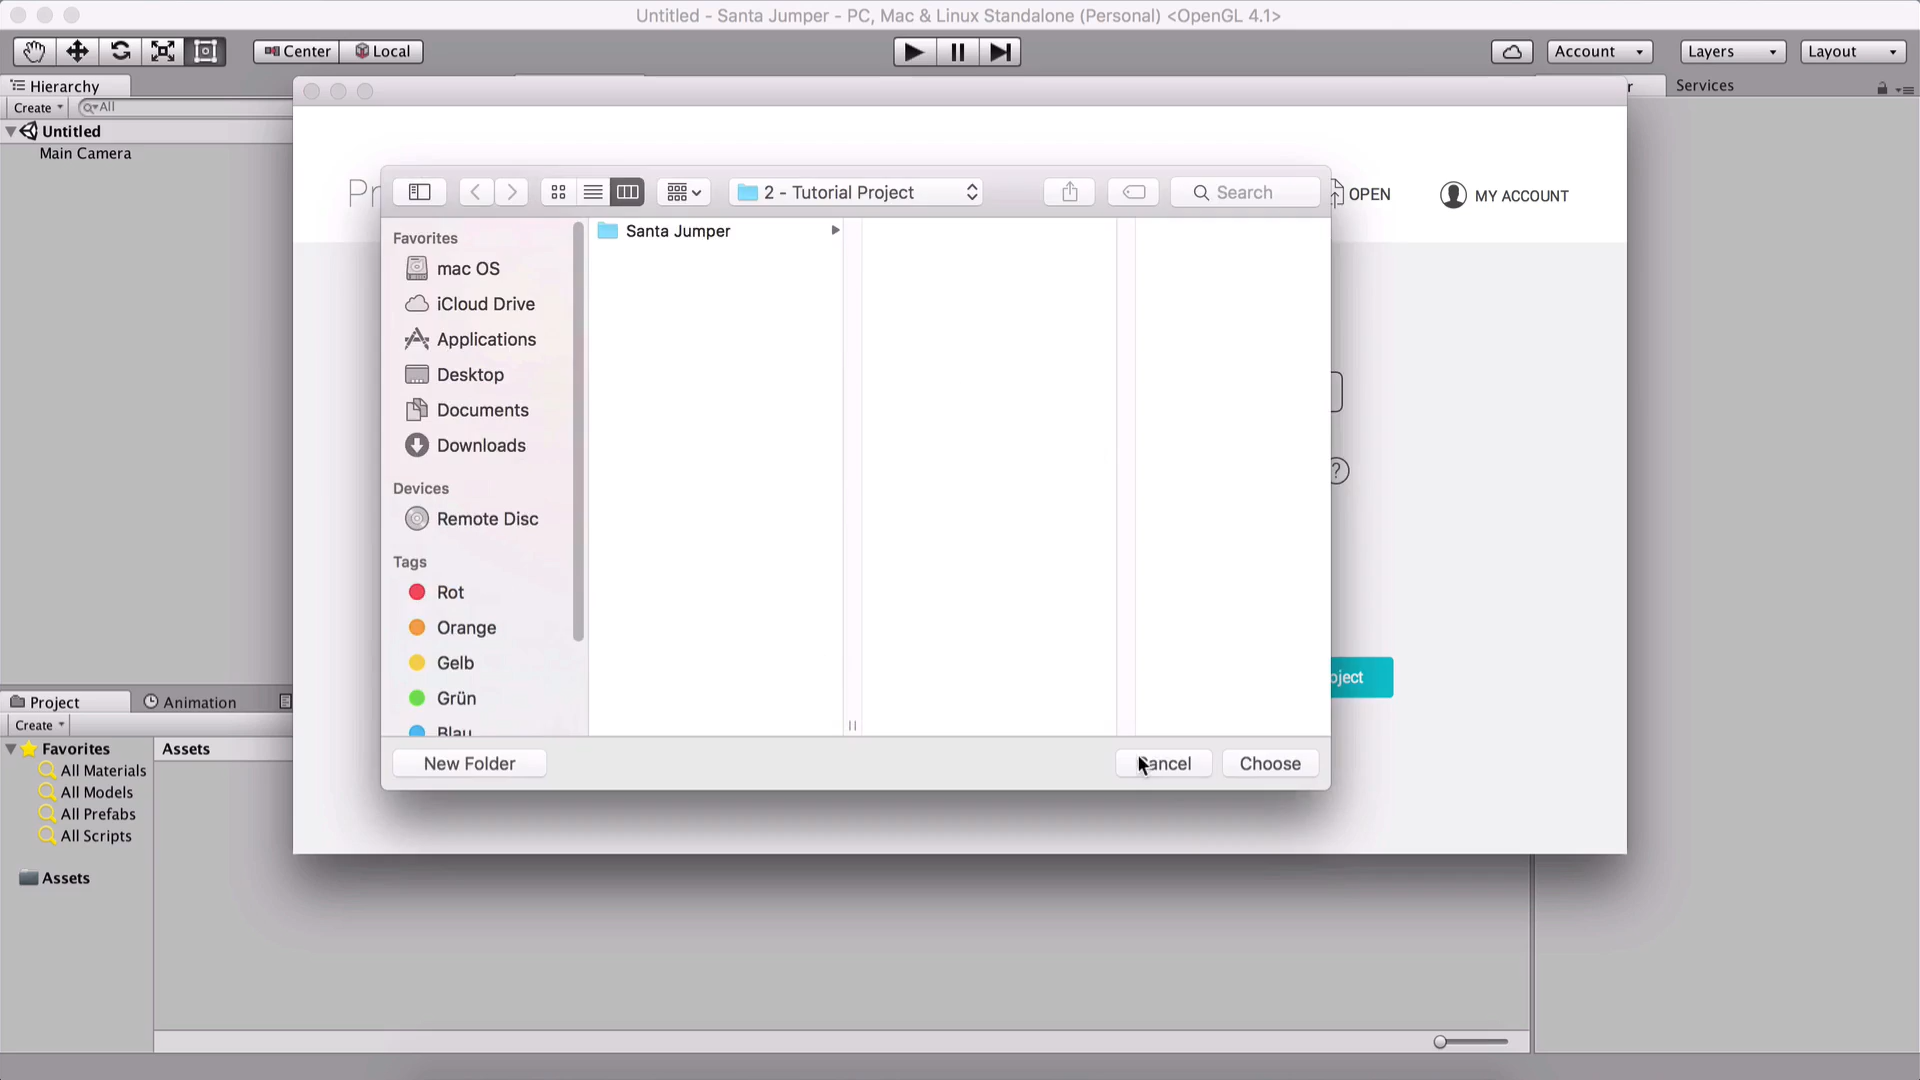 Untitled - Santa Jumper - PC, Mac & Linux Standalone (Personal) <OpenGL 4.1>
Center Local Account Layers Layout
Hierarchy Services
Create All
Untitled
Main Camera
2 - Tutorial Project Search OPEN MY ACCOUNT
Favorites
mac OS
iCloud Drive
Applications
Desktop
Documents
Downloads
Devices
Remote Disc
Tags
Rot
Orange
Gelb
Grün
Blau
Santa Jumper
New Folder Cancel Choose
Project Animation
Create
Favorites
All Materials
All Models
All Prefabs
All Scripts
Assets
Assets